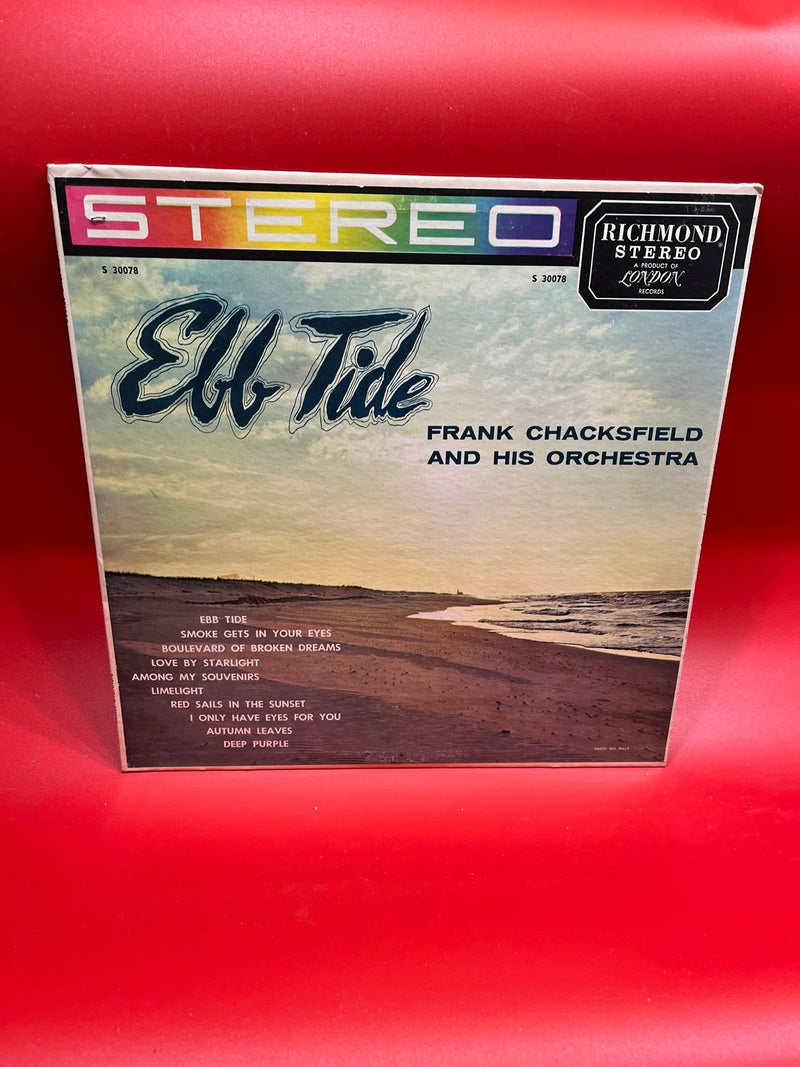 STEREO
RICHMOND®
STEREO
A PRODUCT OF
LONDON
RECORDS
S 30078
S 30078
Ebb Tide
FRANK CHACKSFIELD
AND HIS ORCHESTRA
EBB TIDE
SMOKE GETS IN YOUR EYES
BOULEVARD OF BROKEN DREAMS
LOVE BY STARLIGHT
AMONG MY SOUVENIRS
LIMELIGHT
RED SAILS IN THE SUNSET
I ONLY HAVE EYES FOR YOU
AUTUMN LEAVES
DEEP PURPLE